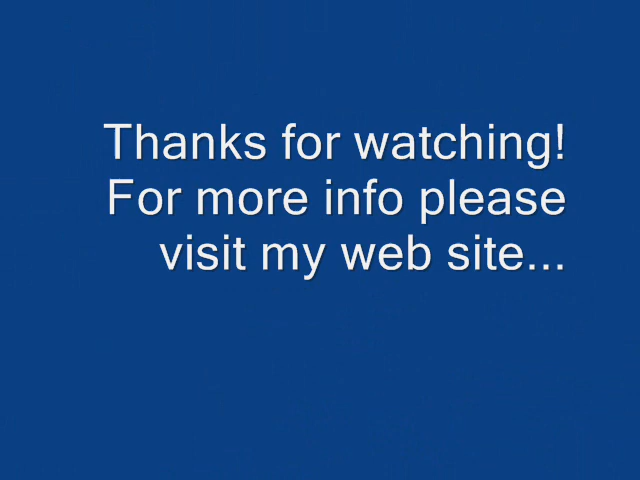 Thanks for watching!
For more info please
visit my web site...